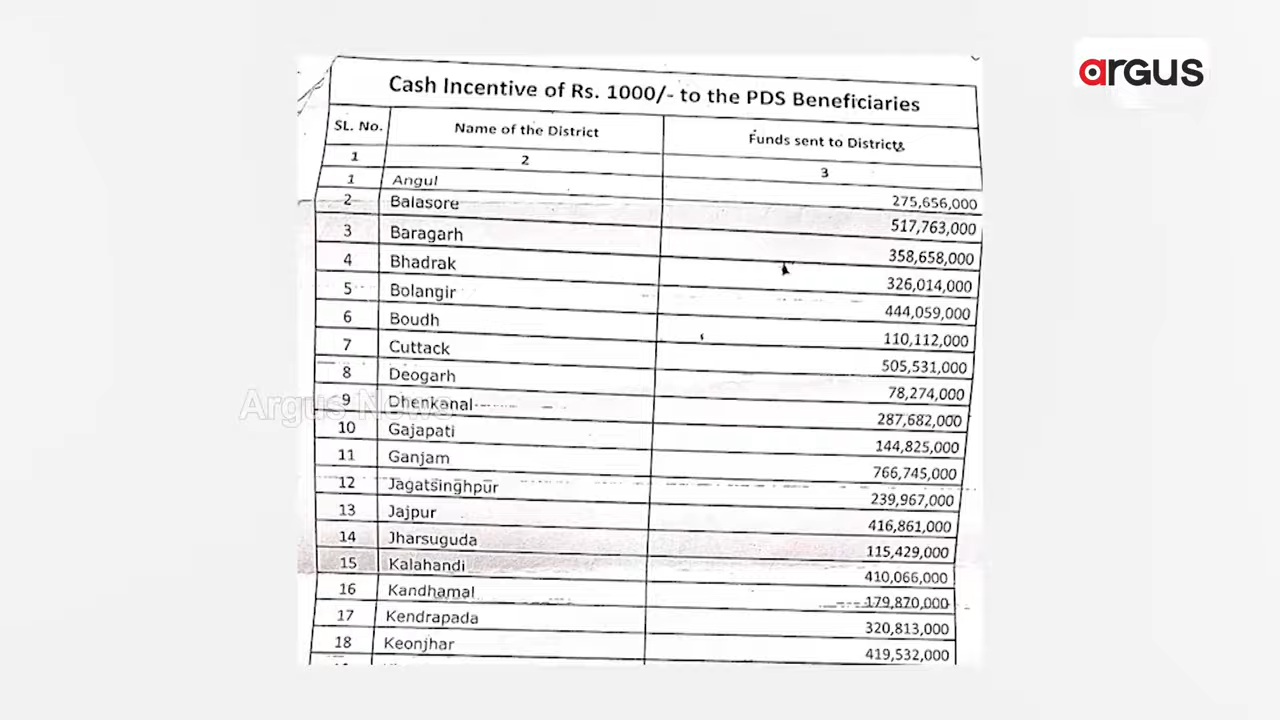 argus
Cash Incentive of Rs. 1000/- to the PDS Beneficiaries
SL. No. Name of the District Funds sent to Districts
1 2 3
1 Angul 275,656,000
2 Balasore 517,763,000
3 Baragarh 358,658,000
4 Bhadrak 326,014,000
5 Bolangir 444,059,000
6 Boudh 110,112,000
7 Cuttack 505,531,000
8 Deogarh 78,274,000
9 Dhenkanal 287,682,000
10 Gajapati 144,825,000
11 Ganjam 766,745,000
12 Jagatsinghpur 239,967,000
13 Jajpur 416,861,000
14 Jharsuguda 115,429,000
15 Kalahandi 410,066,000
16 Kandhamal 179,870,000
17 Kendrapada 320,813,000
18 Keonjhar 419,532,000
Argus News